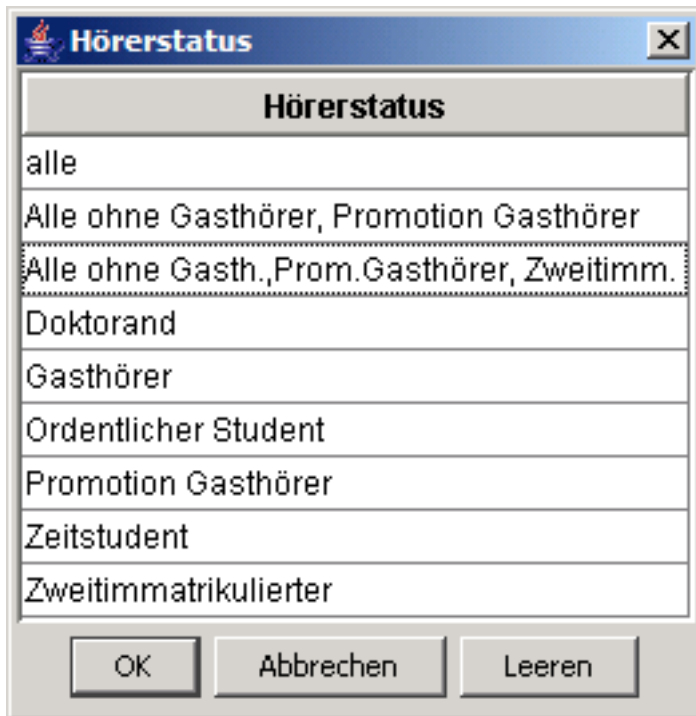 Hörerstatus
Hörerstatus
alle
Alle ohne Gasthörer, Promotion Gasthörer
Alle ohne Gasth.,Prom.Gasthörer, Zweitimm.
Doktorand
Gasthörer
Ordentlicher Student
Promotion Gasthörer
Zeitstudent
Zweitimmatrikulierter
OK Abbrechen Leeren